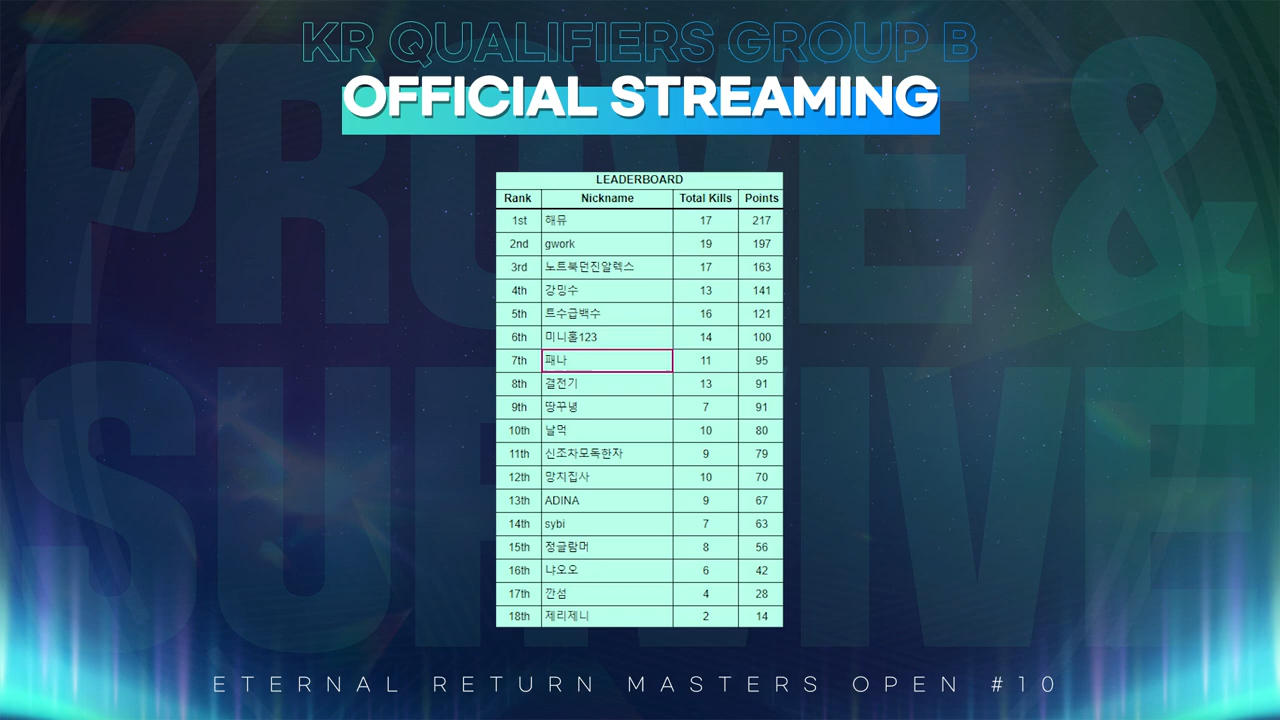 KR QUALIFIERS GROUP B
OFFICIAL STREAMING
PROVE &
SURVIVE
LEADERBOARD
Rank Nickname Total Kills Points
1st 해뮤 17 217
2nd gwork 19 197
3rd 노트북던진알렉스 17 163
4th 강밍수 13 141
5th 트수급백수 16 121
6th 미니홀123 14 100
7th 패나 11 95
8th 결전기 13 91
9th 땅꾸녕 7 91
10th 날먹 10 80
11th 신조차모독한자 9 79
12th 망치집사 10 70
13th ADINA 9 67
14th sybi 7 63
15th 정글람머 8 56
16th 냐오오 6 42
17th 깐섬 4 28
18th 제리제니 2 14
ETERNAL RETURN MASTERS OPEN #10